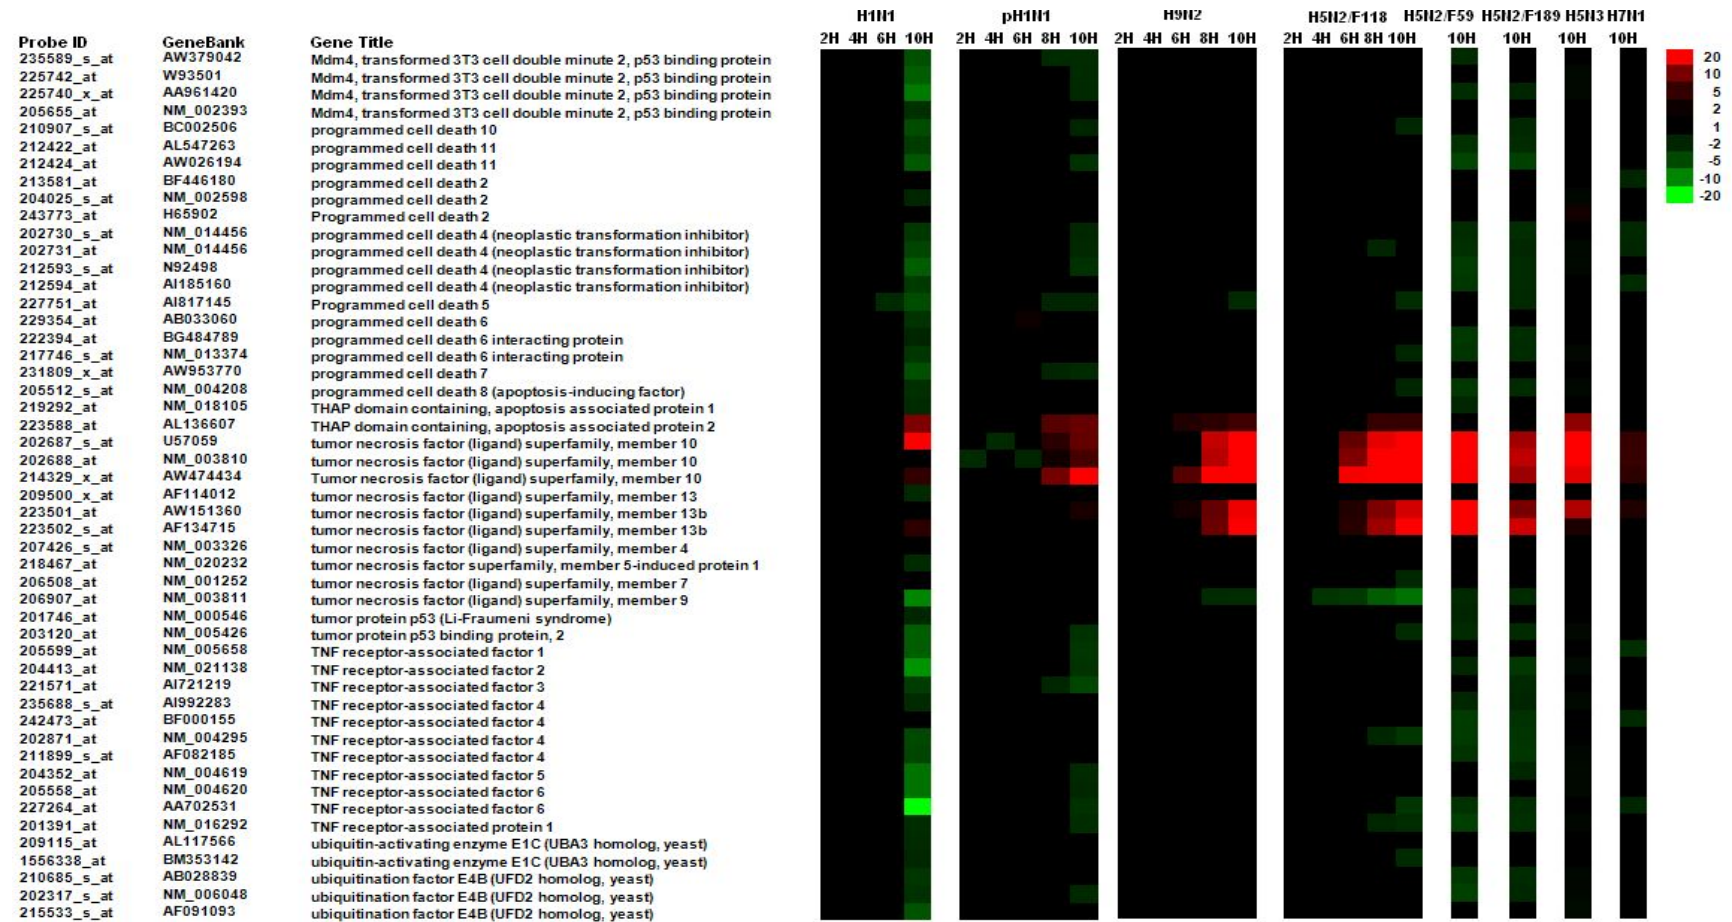 H1N1 pH1N1 H9N2 H5N2/F118 H5N2/F59 H5N2/F189 H5N3 H7N1
Probe ID GeneBank Gene Title 2H 4H 6H 10H 2H 4H 6H 8H 10H 2H 4H 6H 8H 10H 2H 4H 6H 8H 10H 10H 10H 10H 10H
235589_s_at AW379042 Mdm4, transformed 3T3 cell double minute 2, p53 binding protein
225742_at W93501 Mdm4, transformed 3T3 cell double minute 2, p53 binding protein
225740_x_at AA961420 Mdm4, transformed 3T3 cell double minute 2, p53 binding protein
205655_at NM_002393 Mdm4, transformed 3T3 cell double minute 2, p53 binding protein
210907_s_at BC002506 programmed cell death 10
212422_at AL547263 programmed cell death 11
212424_at AW026194 programmed cell death 11
213581_at BF446180 programmed cell death 2
204025_s_at NM_002598 programmed cell death 2
243773_at H65902 Programmed cell death 2
202730_s_at NM_014456 programmed cell death 4 (neoplastic transformation inhibitor)
202731_at NM_014456 programmed cell death 4 (neoplastic transformation inhibitor)
212593_s_at N92498 programmed cell death 4 (neoplastic transformation inhibitor)
212594_at AI185160 programmed cell death 4 (neoplastic transformation inhibitor)
227751_at AI817145 Programmed cell death 5
229354_at AB033060 programmed cell death 6
222394_at BG484789 programmed cell death 6 interacting protein
217746_s_at NM_013374 programmed cell death 6 interacting protein
231809_x_at AW953770 programmed cell death 7
205512_s_at NM_004208 programmed cell death 8 (apoptosis-inducing factor)
219292_at NM_018105 THAP domain containing, apoptosis associated protein 1
223588_at AL136607 THAP domain containing, apoptosis associated protein 2
202687_s_at U57059 tumor necrosis factor (ligand) superfamily, member 10
202688_at NM_003810 tumor necrosis factor (ligand) superfamily, member 10
214329_x_at AW474434 Tumor necrosis factor (ligand) superfamily, member 10
209500_x_at AF114012 tumor necrosis factor (ligand) superfamily, member 13
223501_at AW151360 tumor necrosis factor (ligand) superfamily, member 13b
223502_s_at AF134715 tumor necrosis factor (ligand) superfamily, member 13b
207426_s_at NM_003326 tumor necrosis factor (ligand) superfamily, member 4
218467_at NM_020232 tumor necrosis factor superfamily, member 5-induced protein 1
206508_at NM_001252 tumor necrosis factor (ligand) superfamily, member 7
206907_at NM_003811 tumor necrosis factor (ligand) superfamily, member 9
201746_at NM_000546 tumor protein p53 (Li-Fraumeni syndrome)
203120_at NM_005426 tumor protein p53 binding protein, 2
205599_at NM_005658 TNF receptor-associated factor 1
204413_at NM_021138 TNF receptor-associated factor 2
221571_at AI721219 TNF receptor-associated factor 3
235688_s_at AI992283 TNF receptor-associated factor 4
242473_at BF000155 TNF receptor-associated factor 4
202871_at NM_004295 TNF receptor-associated factor 4
211899_s_at AF082185 TNF receptor-associated factor 4
204352_at NM_004619 TNF receptor-associated factor 5
205558_at NM_004620 TNF receptor-associated factor 6
227264_at AA702531 TNF receptor-associated factor 6
201391_at NM_016292 TNF receptor-associated protein 1
209115_at AL117566 ubiquitin-activating enzyme E1C (UBA3 homolog, yeast)
1556338_at BM353142 ubiquitin-activating enzyme E1C (UBA3 homolog, yeast)
210685_s_at AB028839 ubiquitination factor E4B (UFD2 homolog, yeast)
202317_s_at NM_006048 ubiquitination factor E4B (UFD2 homolog, yeast)
215533_s_at AF091093 ubiquitination factor E4B (UFD2 homolog, yeast)
20
10
5
2
1
-2
-5
-10
-20